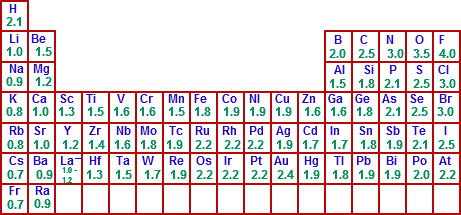 H
2.1
Li Be B C N O F
1.0 1.5 2.0 2.5 3.0 3.5 4.0
Na Mg Al Si P S Cl
0.9 1.2 1.5 1.8 2.1 2.5 3.0
K Ca Sc Ti V Cr Mn Fe Co Ni Cu Zn Ga Ge As Se Br
0.8 1.0 1.3 1.5 1.6 1.6 1.5 1.8 1.9 1.9 1.9 1.6 1.6 1.8 2.1 2.5 3.0
Rb Sr Y Zr Nb Mo Tc Ru Rh Pd Ag Cd In Sn Sb Te I
0.8 1.0 1.2 1.4 1.6 1.8 1.9 2.2 2.2 2.2 1.9 1.7 1.7 1.8 1.9 2.1 2.5
Cs Ba La– Hf Ta W Re Os Ir Pt Au Hg Tl Pb Bi Po At
0.7 0.9 1.0 - 1.2 1.3 1.5 1.7 1.9 2.2 2.2 2.2 2.4 1.9 1.8 1.9 1.9 2.0 2.2
Fr Ra
0.7 0.9